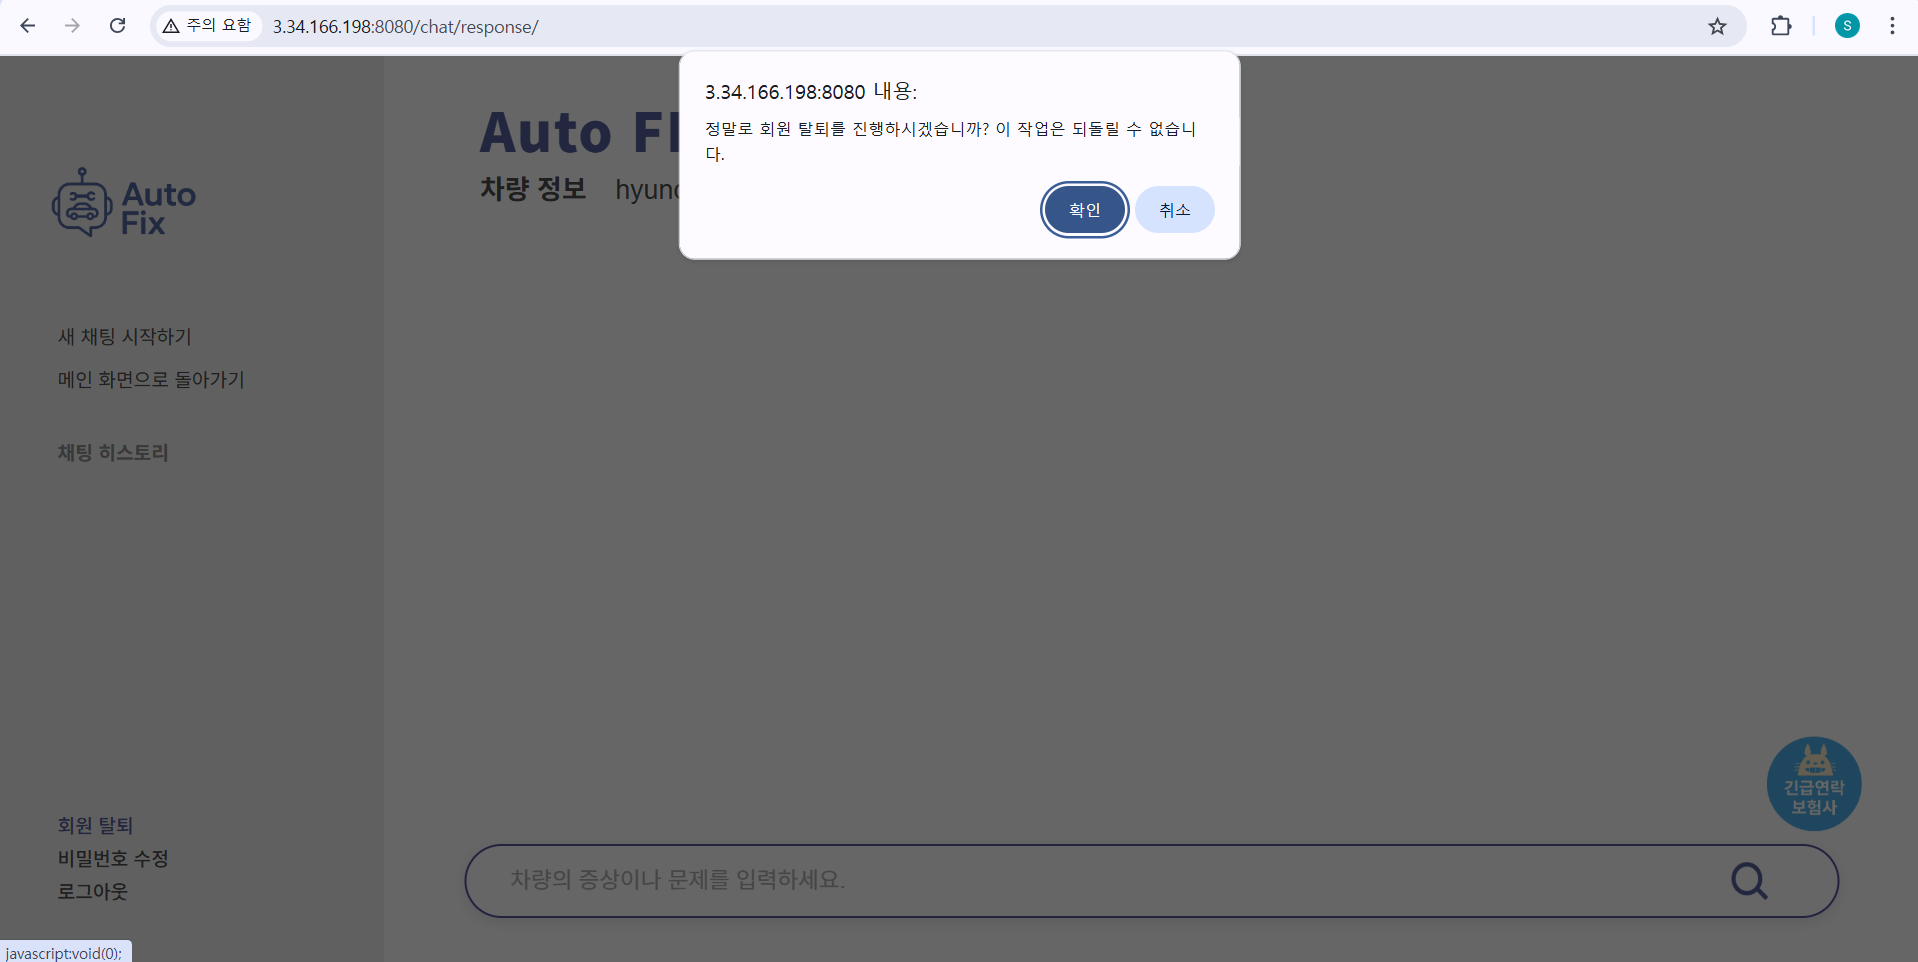 주의 요함
3.34.166.198:8080/chat/response/
S
3.34.166.198:8080 내용:
정말로 회원 탈퇴를 진행하시겠습니까? 이 작업은 되돌릴 수 없습니
다.
확인
취소
Auto
Fix
새 채팅 시작하기
메인 화면으로 돌아가기
채팅 히스토리
회원 탈퇴
비밀번호 수정
로그아웃
Auto
차량 정보
긴급연락
보험사
차량의 증상이나 문제를 입력하세요.
javascript:void(0);